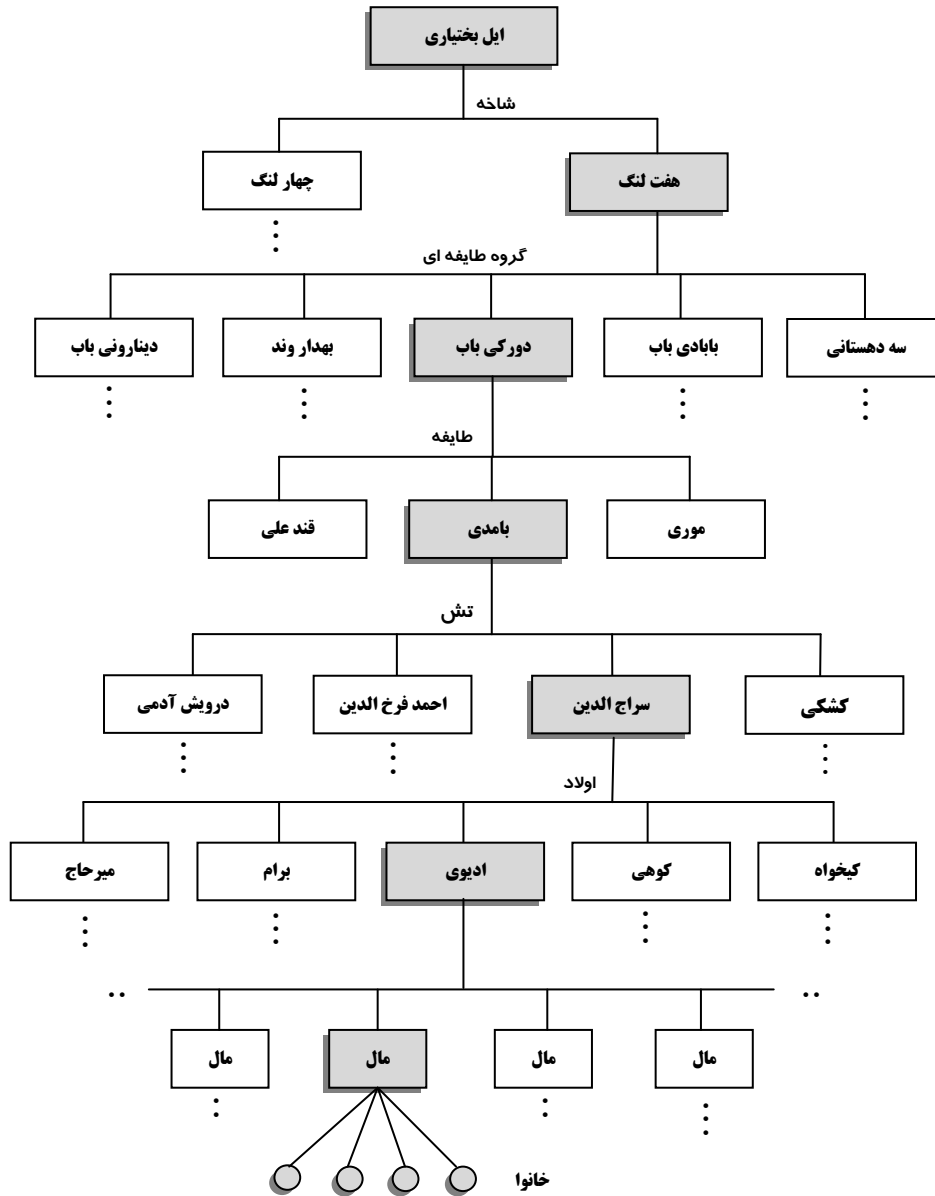 ایل بختیاری
شاخه
هفت لنگ
چهار لنگ
گروه طایفه ای
سه دهستانی
بابادی باب
دورکی باب
بهدار وند
دینارونی باب
طایفه
موری
بامدی
قند علی
تش
کشکی
سراج الدین
احمد فرخ الدین
درویش آدمی
اولاد
کیخواه
کوهی
ادیوی
برام
میرحاج
مال
مال
مال
مال
خانوا